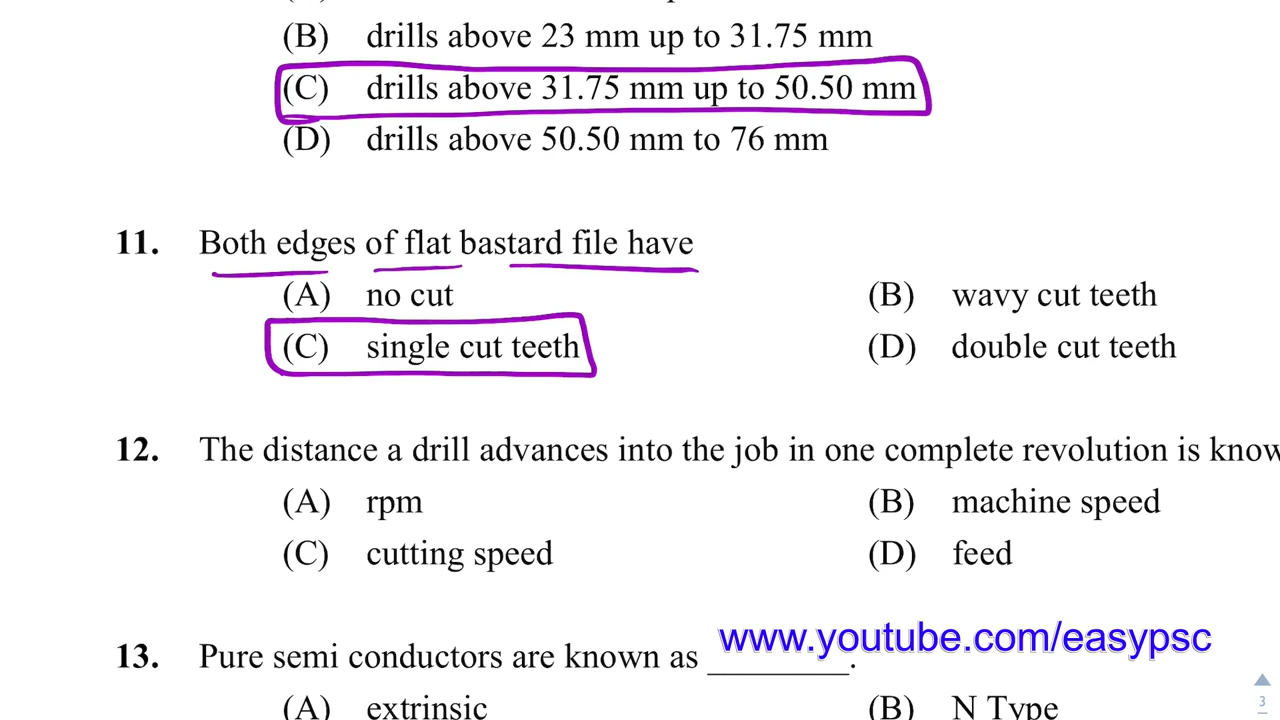 (B) drills above 23 mm up to 31.75 mm
(C) drills above 31.75 mm up to 50.50 mm
(D) drills above 50.50 mm to 76 mm
11. Both edges of flat bastard file have
(A) no cut (B) wavy cut teeth
(C) single cut teeth (D) double cut teeth
12. The distance a drill advances into the job in one complete revolution is know
(A) rpm (B) machine speed
(C) cutting speed (D) feed
www.youtube.com/easypsc
13. Pure semi conductors are known as _________.
(A) extrinsic (B) N Type
3